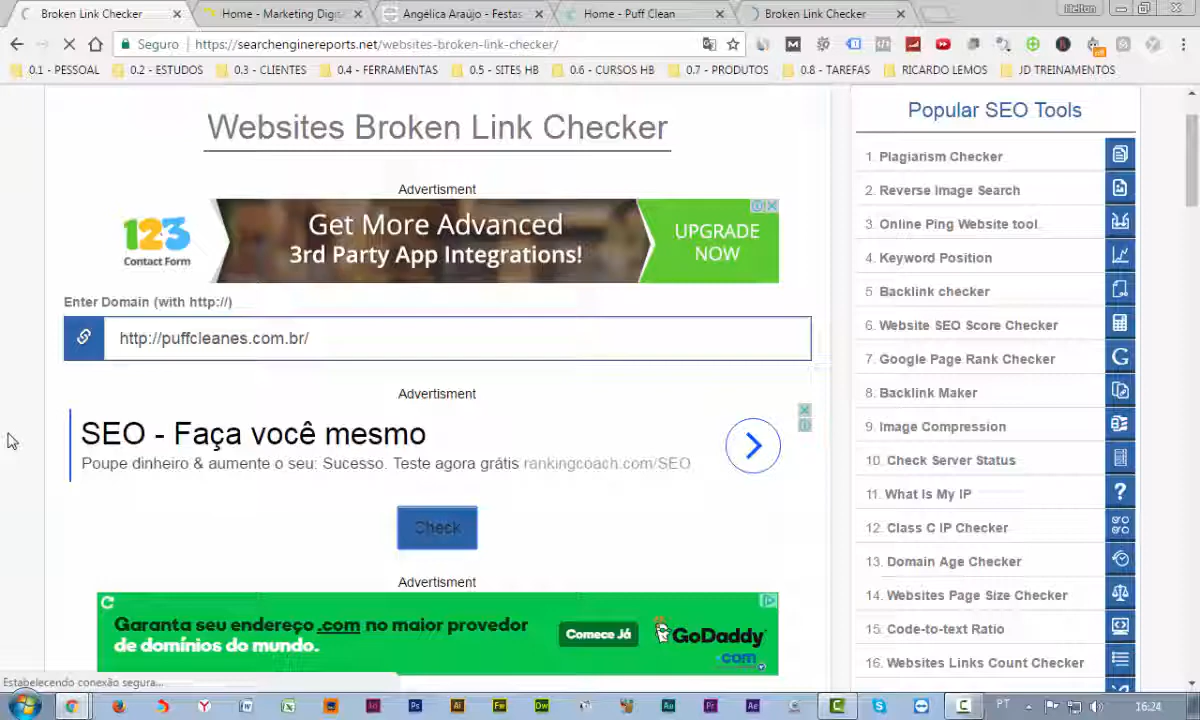 Broken Link Checker
Home - Marketing Digit
Angélica Araújo - Festas
Home - Puff Clean
Broken Link Checker
Helton
Seguro
https://searchenginereports.net/websites-broken-link-checker/
0.1 - PESSOAL
0.2 - ESTUDOS
0.3 - CLIENTES
0.4 - FERRAMENTAS
0.5 - SITES HB
0.6 - CURSOS HB
0.7 - PRODUTOS
0.8 - TAREFAS
RICARDO LEMOS
JD TREINAMENTOS
Websites Broken Link Checker
Advertisment
123
Contact Form
Get More Advanced
3rd Party App Integrations!
UPGRADE
NOW
Enter Domain (with http://)
http://puffcleanes.com.br/
Advertisment
SEO - Faça você mesmo
Poupe dinheiro & aumente o seu: Sucesso. Teste agora grátis rankingcoach.com/SEO
Check
Advertisment
Garanta seu endereço .com no maior provedor
de domínios do mundo.
Comece Já
GoDaddy
.com
Popular SEO Tools
1. Plagiarism Checker
2. Reverse Image Search
3. Online Ping Website tool
4. Keyword Position
5 Backlink checker
6. Website SEO Score Checker
7. Google Page Rank Checker
8. Backlink Maker
9. Image Compression
10. Check Server Status
11. What Is My IP
12. Class C IP Checker
13. Domain Age Checker
14. Websites Page Size Checker
15. Code-to-text Ratio
16. Websites Links Count Checker
Estabelecendo conexão segura...
PT
16:24